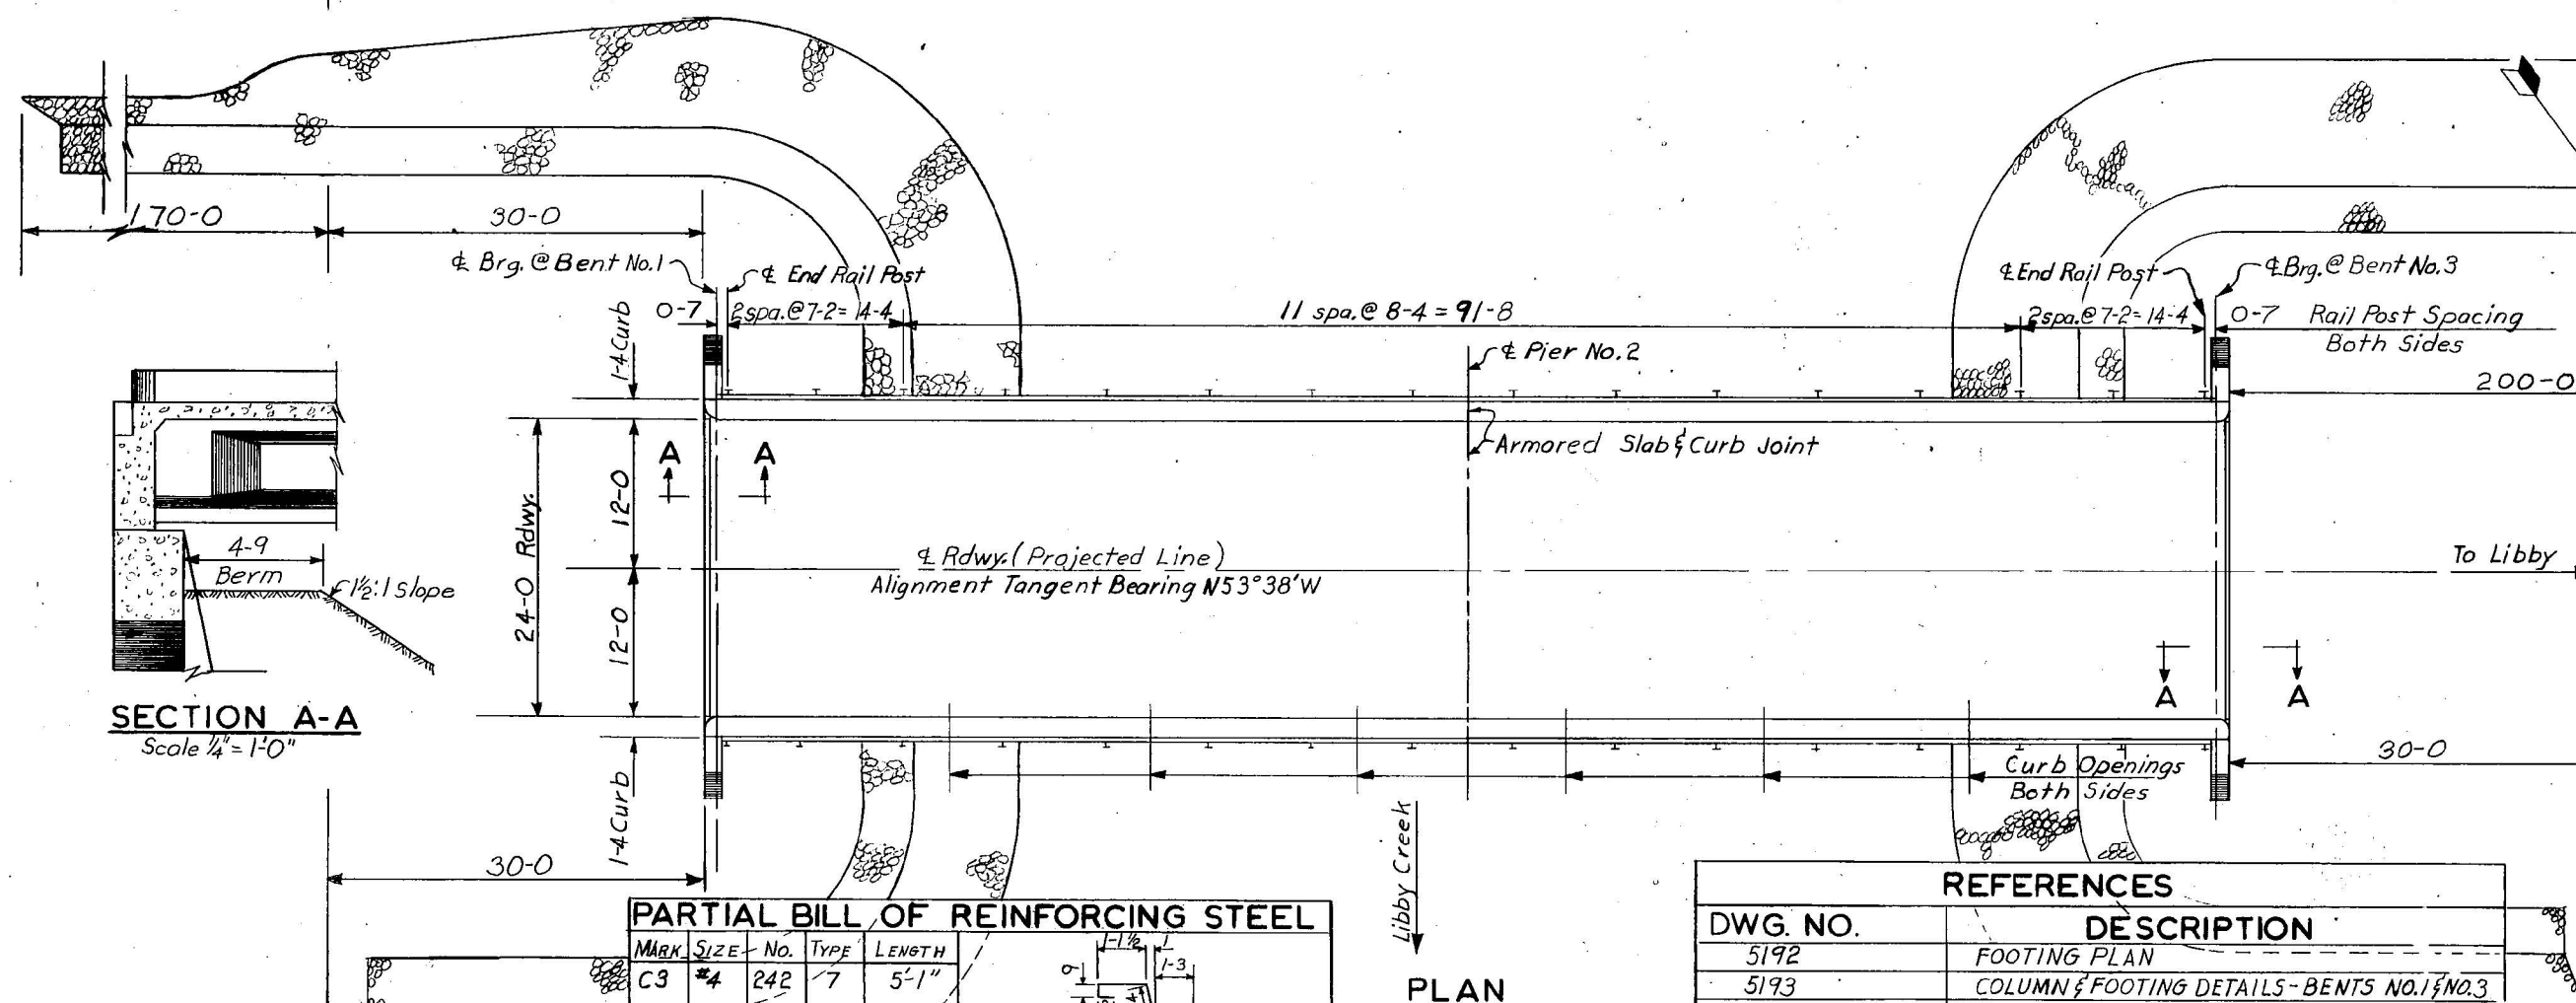 170-0
30-0
℄ Brg. @ Bent No.1
℄ End Rail Post
℄ End Rail Post
℄ Brg. @ Bent No.3
0-7
2spa.@7-2=14-4
11 spa.@ 8-4 = 91-8
2spa.@7-2=14-4
0-7
Rail Post Spacing
Both Sides
1-4 Curb
℄ Pier No.2
200-0
Armored Slab & Curb Joint
A
A
24-0 Rdwy.
12-0
12-0
4-9
Berm
1½:1 Slope
℄ Rdwy. (Projected Line)
Alignment Tangent Bearing N53°38'W
To Libby
A
A
SECTION A-A
Scale ¼"=1'-0"
30-0
Curb Openings
Both Sides
1-4 Curb
30-0
Libby Creek
PLAN
PARTIAL BILL OF REINFORCING STEEL
MARK SIZE No. TYPE LENGTH
C3 #4 242 7 5'-1"
1-1½
1
1-3
REFERENCES
DWG. NO. DESCRIPTION
5192 FOOTING PLAN
5193 COLUMN & FOOTING DETAILS-BENTS NO.1 & NO.3